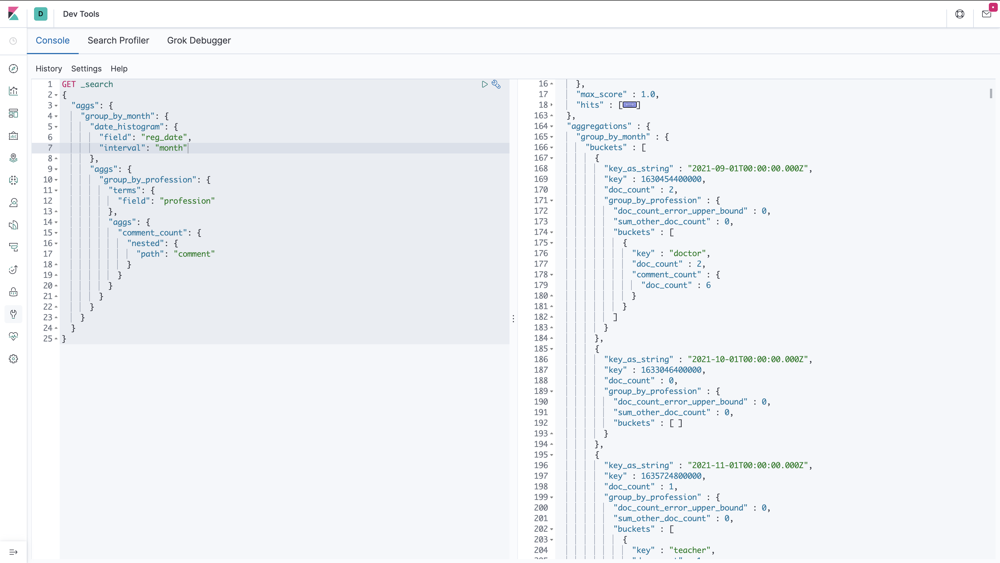 D Dev Tools
Console Search Profiler Grok Debugger
History Settings Help
1 GET _search
2 {
3 "aggs": {
4 "group_by_month": {
5 "date_histogram": {
6 "field": "reg_date",
7 "interval": "month"
8 },
9 "aggs": {
10 "group_by_profession": {
11 "terms": {
12 "field": "profession"
13 },
14 "aggs": {
15 "comment_count": {
16 "nested": {
17 "path": "comment"
18 }
19 }
20 }
21 }
22 }
23 }
24 }
25 }
16 },
17 "max_score" : 1.0,
18 "hits" : []
163 },
164 "aggregations" : {
165 "group_by_month" : {
166 "buckets" : [
167 {
168 "key_as_string" : "2021-09-01T00:00:00.000Z",
169 "key" : 1630454400000,
170 "doc_count" : 2,
171 "group_by_profession" : {
172 "doc_count_error_upper_bound" : 0,
173 "sum_other_doc_count" : 0,
174 "buckets" : [
175 {
176 "key" : "doctor",
177 "doc_count" : 2,
178 "comment_count" : {
179 "doc_count" : 6
180 }
181 }
182 ]
183 }
184 },
185 {
186 "key_as_string" : "2021-10-01T00:00:00.000Z",
187 "key" : 1633046400000,
188 "doc_count" : 0,
189 "group_by_profession" : {
190 "doc_count_error_upper_bound" : 0,
191 "sum_other_doc_count" : 0,
192 "buckets" : [ ]
193 }
194 },
195 {
196 "key_as_string" : "2021-11-01T00:00:00.000Z",
197 "key" : 1635724800000,
198 "doc_count" : 1,
199 "group_by_profession" : {
200 "doc_count_error_upper_bound" : 0,
201 "sum_other_doc_count" : 0,
202 "buckets" : [
203 {
204 "key" : "teacher",